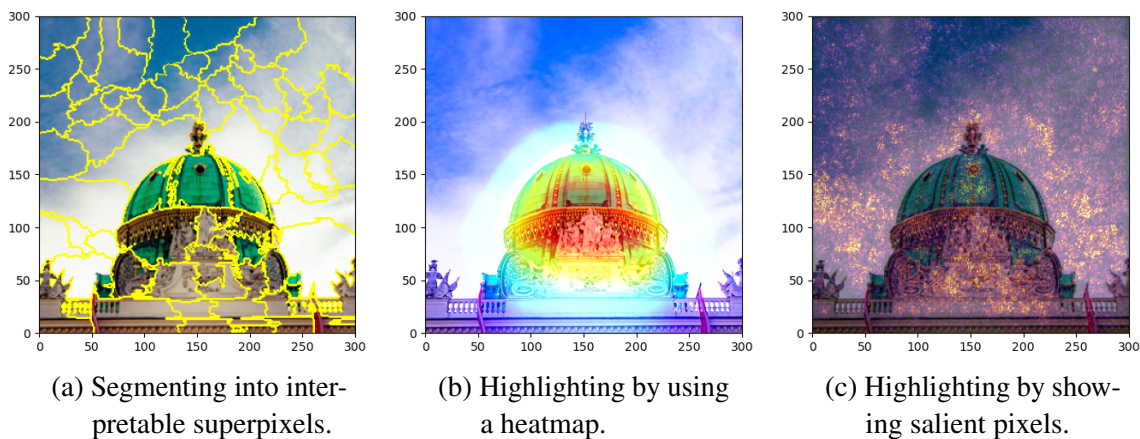 300
250
200
150
100
50
0
0 50 100 150 200 250 300
300
250
200
150
100
50
0
0 50 100 150 200 250 300
300
250
200
150
100
50
0
0 50 100 150 200 250 300
(a) Segmenting into inter-
pretable superpixels.
(b) Highlighting by using
a heatmap.
(c) Highlighting by show-
ing salient pixels.